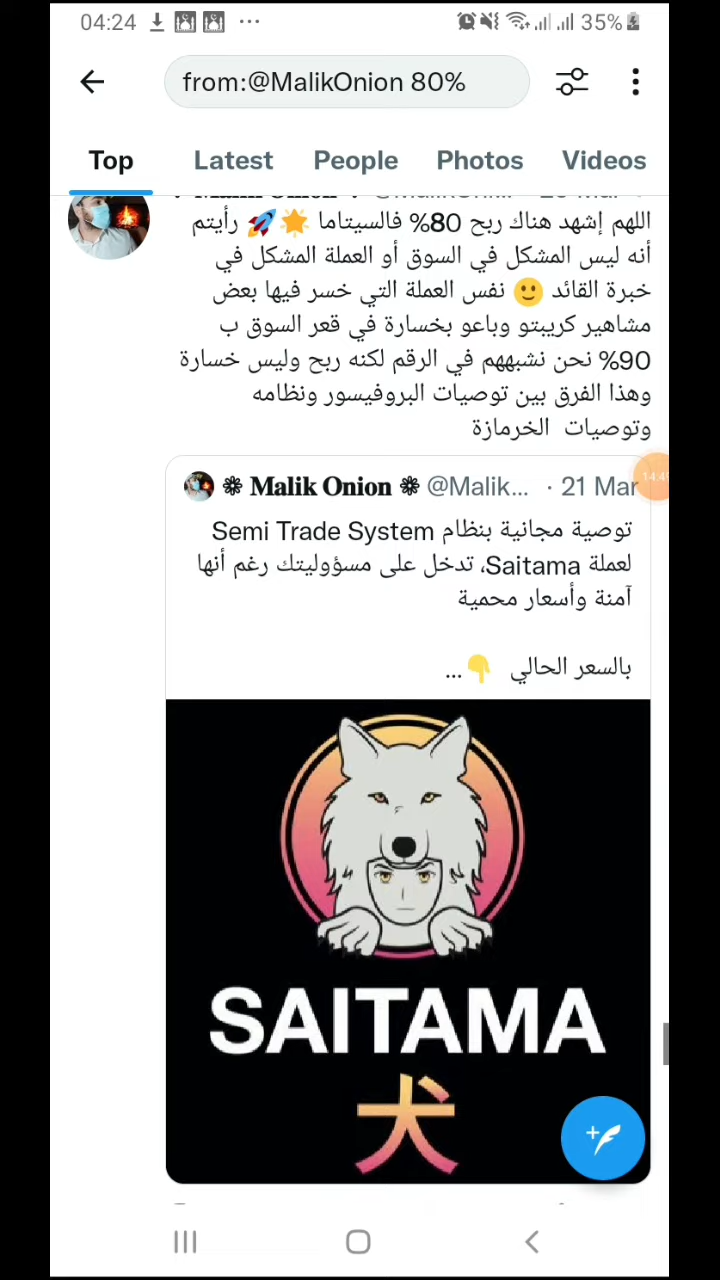 04:24
35%
from:@MalikOnion 80%
Top Latest People Photos Videos
اللهم إشهد هناك ربح 80% فالسيتاما 🌟🚀 رأيتم
أنه ليس المشكل في السوق أو العملة المشكل في
خبرة القائد 🙂 نفس العملة التي خسر فيها بعض
مشاهير كريبتو وباعو بخسارة في قعر السوق ب
90% نحن نشبههم في الرقم لكنه ربح وليس خسارة
وهذا الفرق بين توصيات البروفيسور ونظامه
وتوصيات الخرمازة
❃ Malik Onion ❃ @Malik... · 21 Mar
14:4
توصية مجانية بنظام Semi Trade System
لعملة Saitama، تدخل على مسؤوليتك رغم أنها
آمنة وأسعار محمية
بالسعر الحالي 👇 ...
SAITAMA
犬